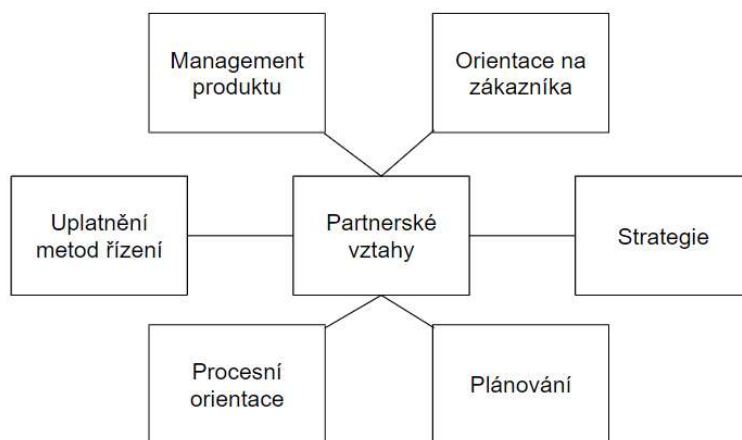 Management
produktu
Orientace na
zákazníka
Uplatnění
metod řízení
Partnerské
vztahy
Strategie
Procesní
orientace
Plánování